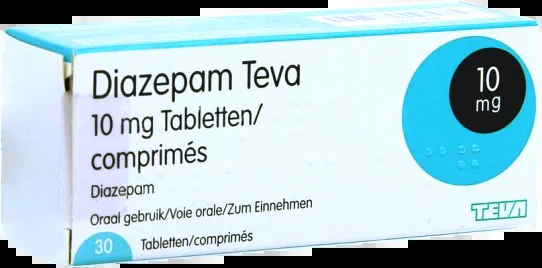 Diazepam Teva
10 mg Tabletten/
comprimés
Diazepam
Oraal gebruik/Voie orale/Zum Einnehmen
30 Tabletten/comprimés
10
mg
TEVA